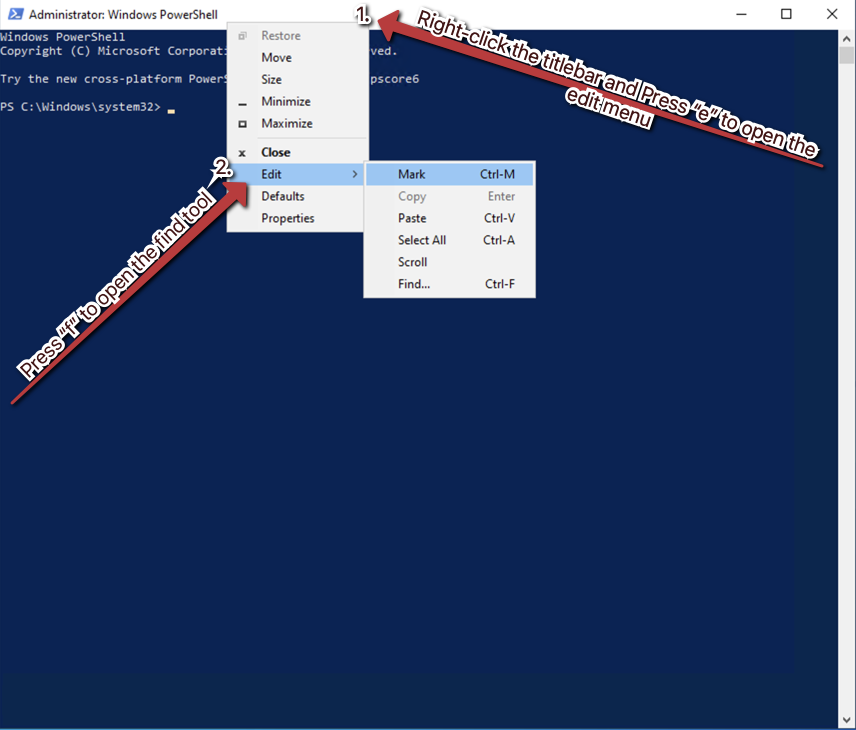 Administrator: Windows PowerShell
1.
Right-click the titlebar and Press "e" to open the
edit menu
Windows PowerShell
Copyright (C) Microsoft Corporati
ved.
Try the new cross-platform PowerS
pscore6
PS C:\Windows\system32>
Restore
Move
Size
Minimize
Maximize
Close
2.
Edit
Defaults
Properties
Mark Ctrl-M
Copy Enter
Paste Ctrl-V
Select All Ctrl-A
Scroll
Find... Ctrl-F
Press "f" to open the find tool